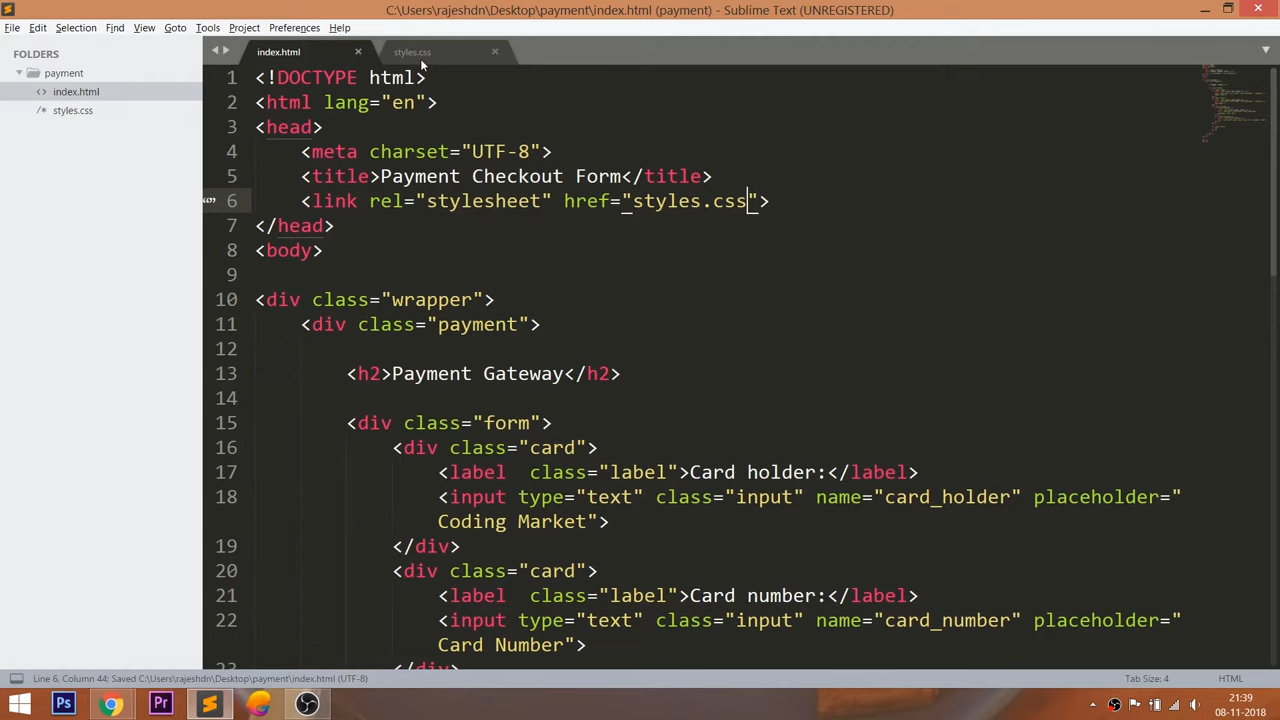 C:\Users\rajeshdn\Desktop\payment\index.html (payment) - Sublime Text (UNREGISTERED)
File Edit Selection Find View Goto Tools Project Preferences Help
FOLDERS
payment
index.html
styles.css
index.html styles.css
1 <!DOCTYPE html>
2 <html lang="en">
3 <head>
4 <meta charset="UTF-8">
5 <title>Payment Checkout Form</title>
6 <link rel="stylesheet" href="styles.css">
7 </head>
8 <body>
9
10 <div class="wrapper">
11 <div class="payment">
12
13 <h2>Payment Gateway</h2>
14
15 <div class="form">
16 <div class="card">
17 <label  class="label">Card holder:</label>
18 <input type="text" class="input" name="card_holder" placeholder="
Coding Market">
19 </div>
20 <div class="card">
21 <label  class="label">Card number:</label>
22 <input type="text" class="input" name="card_number" placeholder="
Card Number">
23 </div>
Line 6, Column 44; Saved C:\Users\rajeshdn\Desktop\payment\index.html (UTF-8) Tab Size: 4 HTML
Ps Pr
21:39
08-11-2018